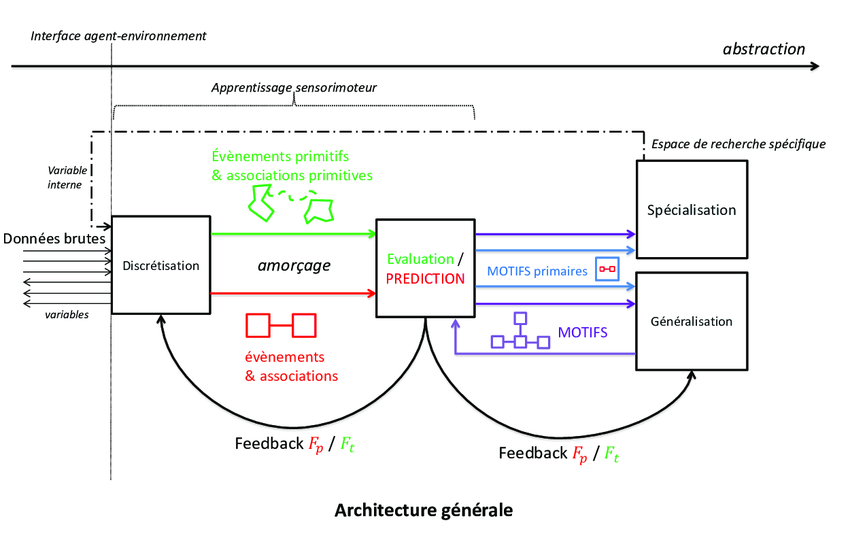 Interface agent-environnement
abstraction
Apprentissage sensorimoteur
Espace de recherche spécifique
Variable
interne
Évènements primitifs
& associations primitives
Données brutes
Discrétisation
amorçage
Evaluation /
PREDICTION
MOTIFS primaires
Spécialisation
variables
évènements
& associations
MOTIFS
Généralisation
Feedback Fp / Ft
Feedback Fp / Ft
Architecture générale